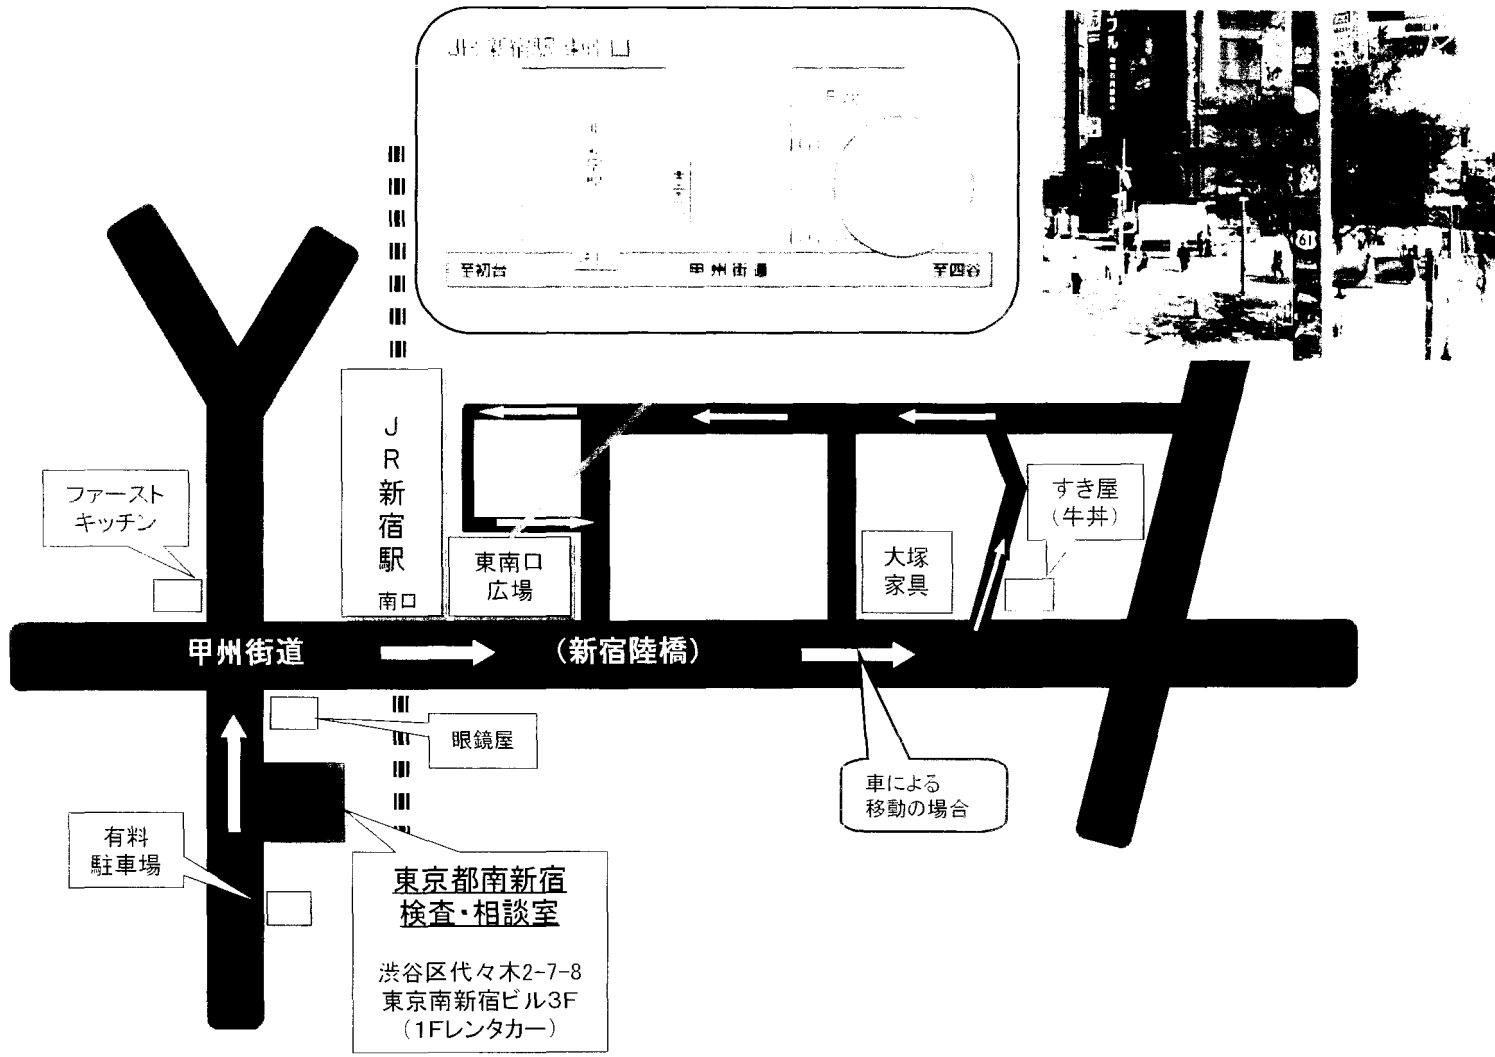 至初台
甲州街道
至四谷
61
JR新宿駅
南口
ファースト
キッチン
東南口
広場
大塚
家具
すき屋
(牛丼)
甲州街道
(新宿陸橋)
眼鏡屋
車による
移動の場合
有料
駐車場
東京都南新宿
検査・相談室
渋谷区代々木2-7-8
東京南新宿ビル3F
(1Fレンタカー)